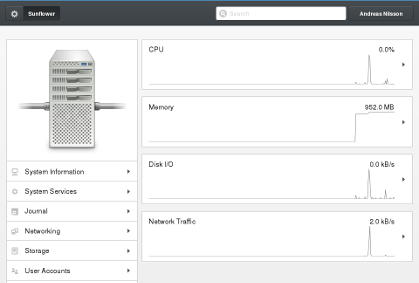 Sunflower
Search
Andreas Nilsson
CPU 0.0%
Memory 952.0 MB
Disk I/O 0.0 kB/s
Network Traffic 2.0 kB/s
System Information
System Services
Journal
Networking
Storage
User Accounts